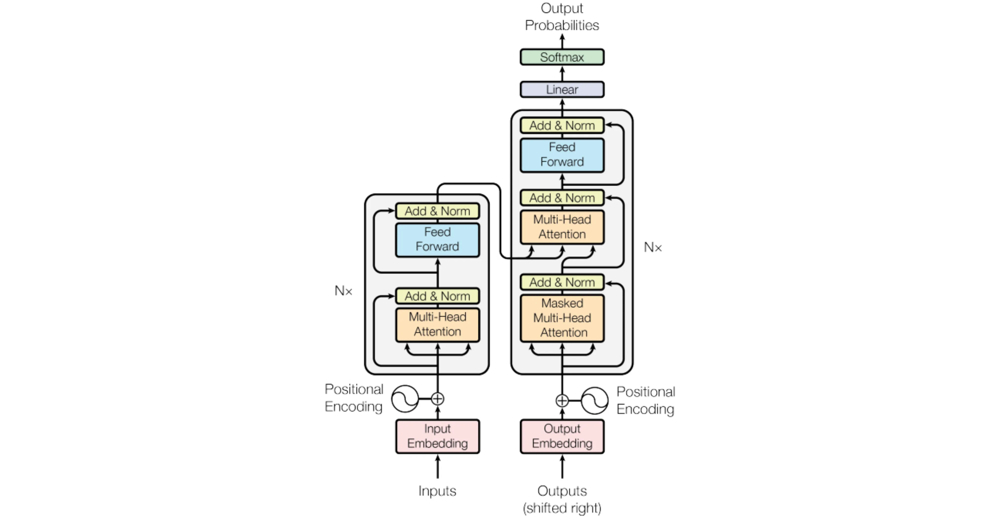 Output
Probabilities
Softmax
Linear
Add & Norm
Feed
Forward
Add & Norm
Multi-Head
Attention
Add & Norm
Masked
Multi-Head
Attention
Nx
Add & Norm
Feed
Forward
Add & Norm
Multi-Head
Attention
Nx
Positional
Encoding
Positional
Encoding
Input
Embedding
Output
Embedding
Inputs
Outputs
(shifted right)